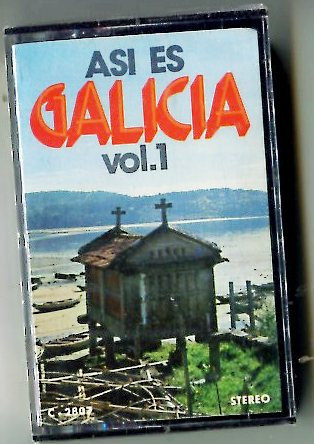 ASI ES
GALICIA
vol.1
C-2807
STEREO